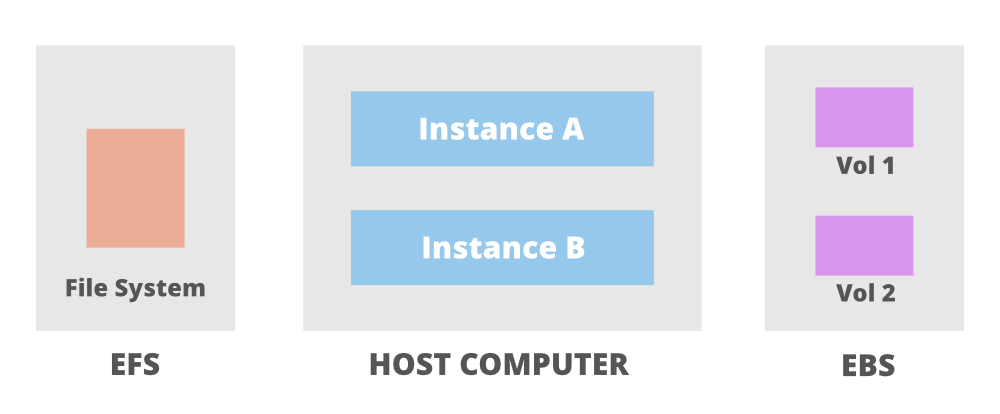 Instance A
Instance B
Vol 1
Vol 2
File System
EFS
HOST COMPUTER
EBS